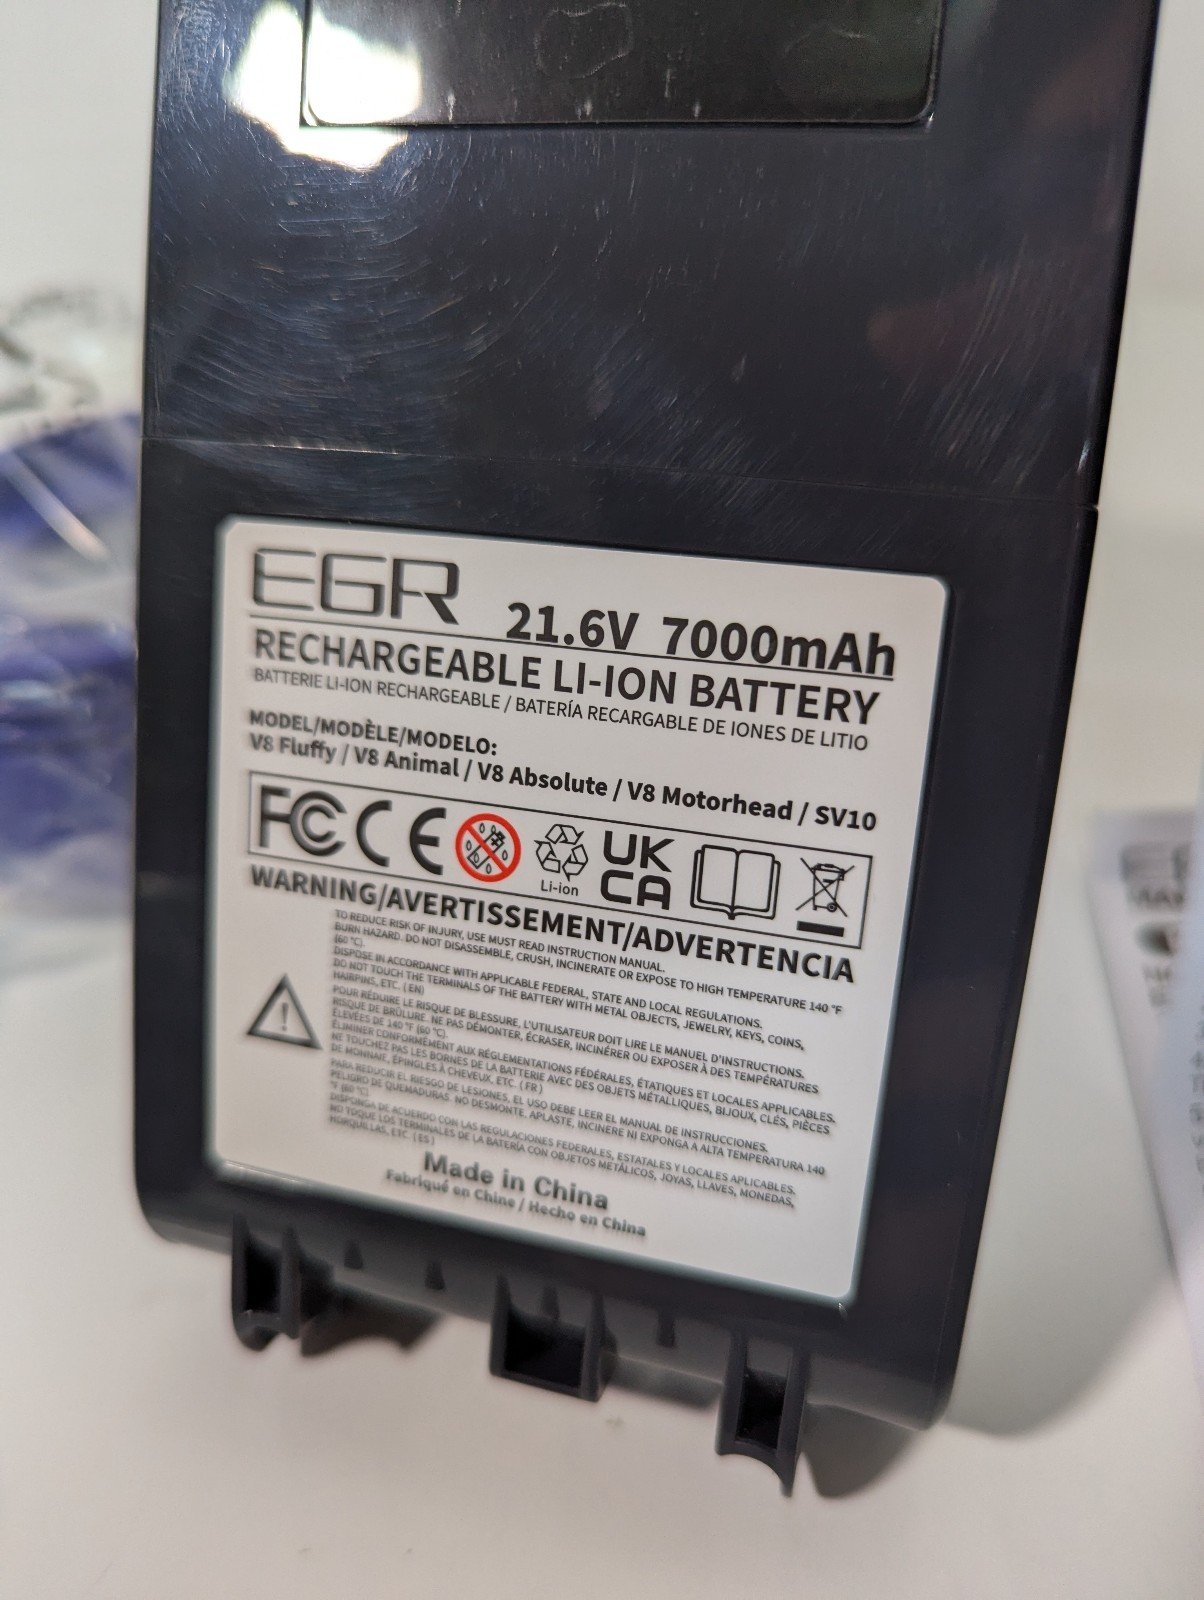 EGR
21.6V 7000mAh
RECHARGEABLE LI-ION BATTERY
BATTERIE LI-ION RECHARGEABLE / BATERÍA RECARGABLE DE IONES DE LITIO
MODEL/MODÈLE/MODELO:
V8 Fluffy / V8 Animal / V8 Absolute / V8 Motorhead / SV10
FC CE
Li-ion
UK
CA
WARNING/AVERTISSEMENT/ADVERTENCIA
TO REDUCE RISK OF INJURY, USE MUST READ INSTRUCTION MANUAL.
BURN HAZARD. DO NOT DISASSEMBLE, CRUSH, INCINERATE OR EXPOSE TO HIGH TEMPERATURE 140 °F
(60 °C).
DISPOSE IN ACCORDANCE WITH APPLICABLE FEDERAL, STATE AND LOCAL REGULATIONS.
DO NOT TOUCH THE TERMINALS OF THE BATTERY WITH METAL OBJECTS, JEWELRY, KEYS, COINS,
HAIRPINS, ETC. ( EN)
POUR RÉDUIRE LE RISQUE DE BLESSURE, L'UTILISATEUR DOIT LIRE LE MANUEL D'INSTRUCTIONS.
RISQUE DE BRÛLURE. NE PAS DÉMONTER, ÉCRASER, INCINÉRER OU EXPOSER À DES TEMPÉRATURES
ÉLEVÉES DE 140 °F (60 °C).
ÉLIMINER CONFORMÉMENT AUX RÉGLEMENTATIONS FÉDÉRALES, ÉTATIQUES ET LOCALES APPLICABLES.
NE TOUCHEZ PAS LES BORNES DE LA BATTERIE AVEC DES OBJETS MÉTALLIQUES, BIJOUX, CLÉS, PIÈCES
DE MONNAIE, ÉPINGLES À CHEVEUX, ETC. ( FR )
PARA REDUCIR EL RIESGO DE LESIONES, EL USO DEBE LEER EL MANUAL DE INSTRUCCIONES.
PELIGRO DE QUEMADURAS. NO DESMONTE, APLASTE, INCINERE NI EXPONGA A ALTA TEMPERATURA 140
°F (60 °C).
DISPONGA DE ACUERDO CON LAS REGULACIONES FEDERALES, ESTATALES Y LOCALES APLICABLES.
NO TOQUE LOS TERMINALES DE LA BATERÍA CON OBJETOS METÁLICOS, JOYAS, LLAVES, MONEDAS,
HORQUILLAS, ETC. ( ES )
Made in China
Fabriqué en Chine / Hecho en China